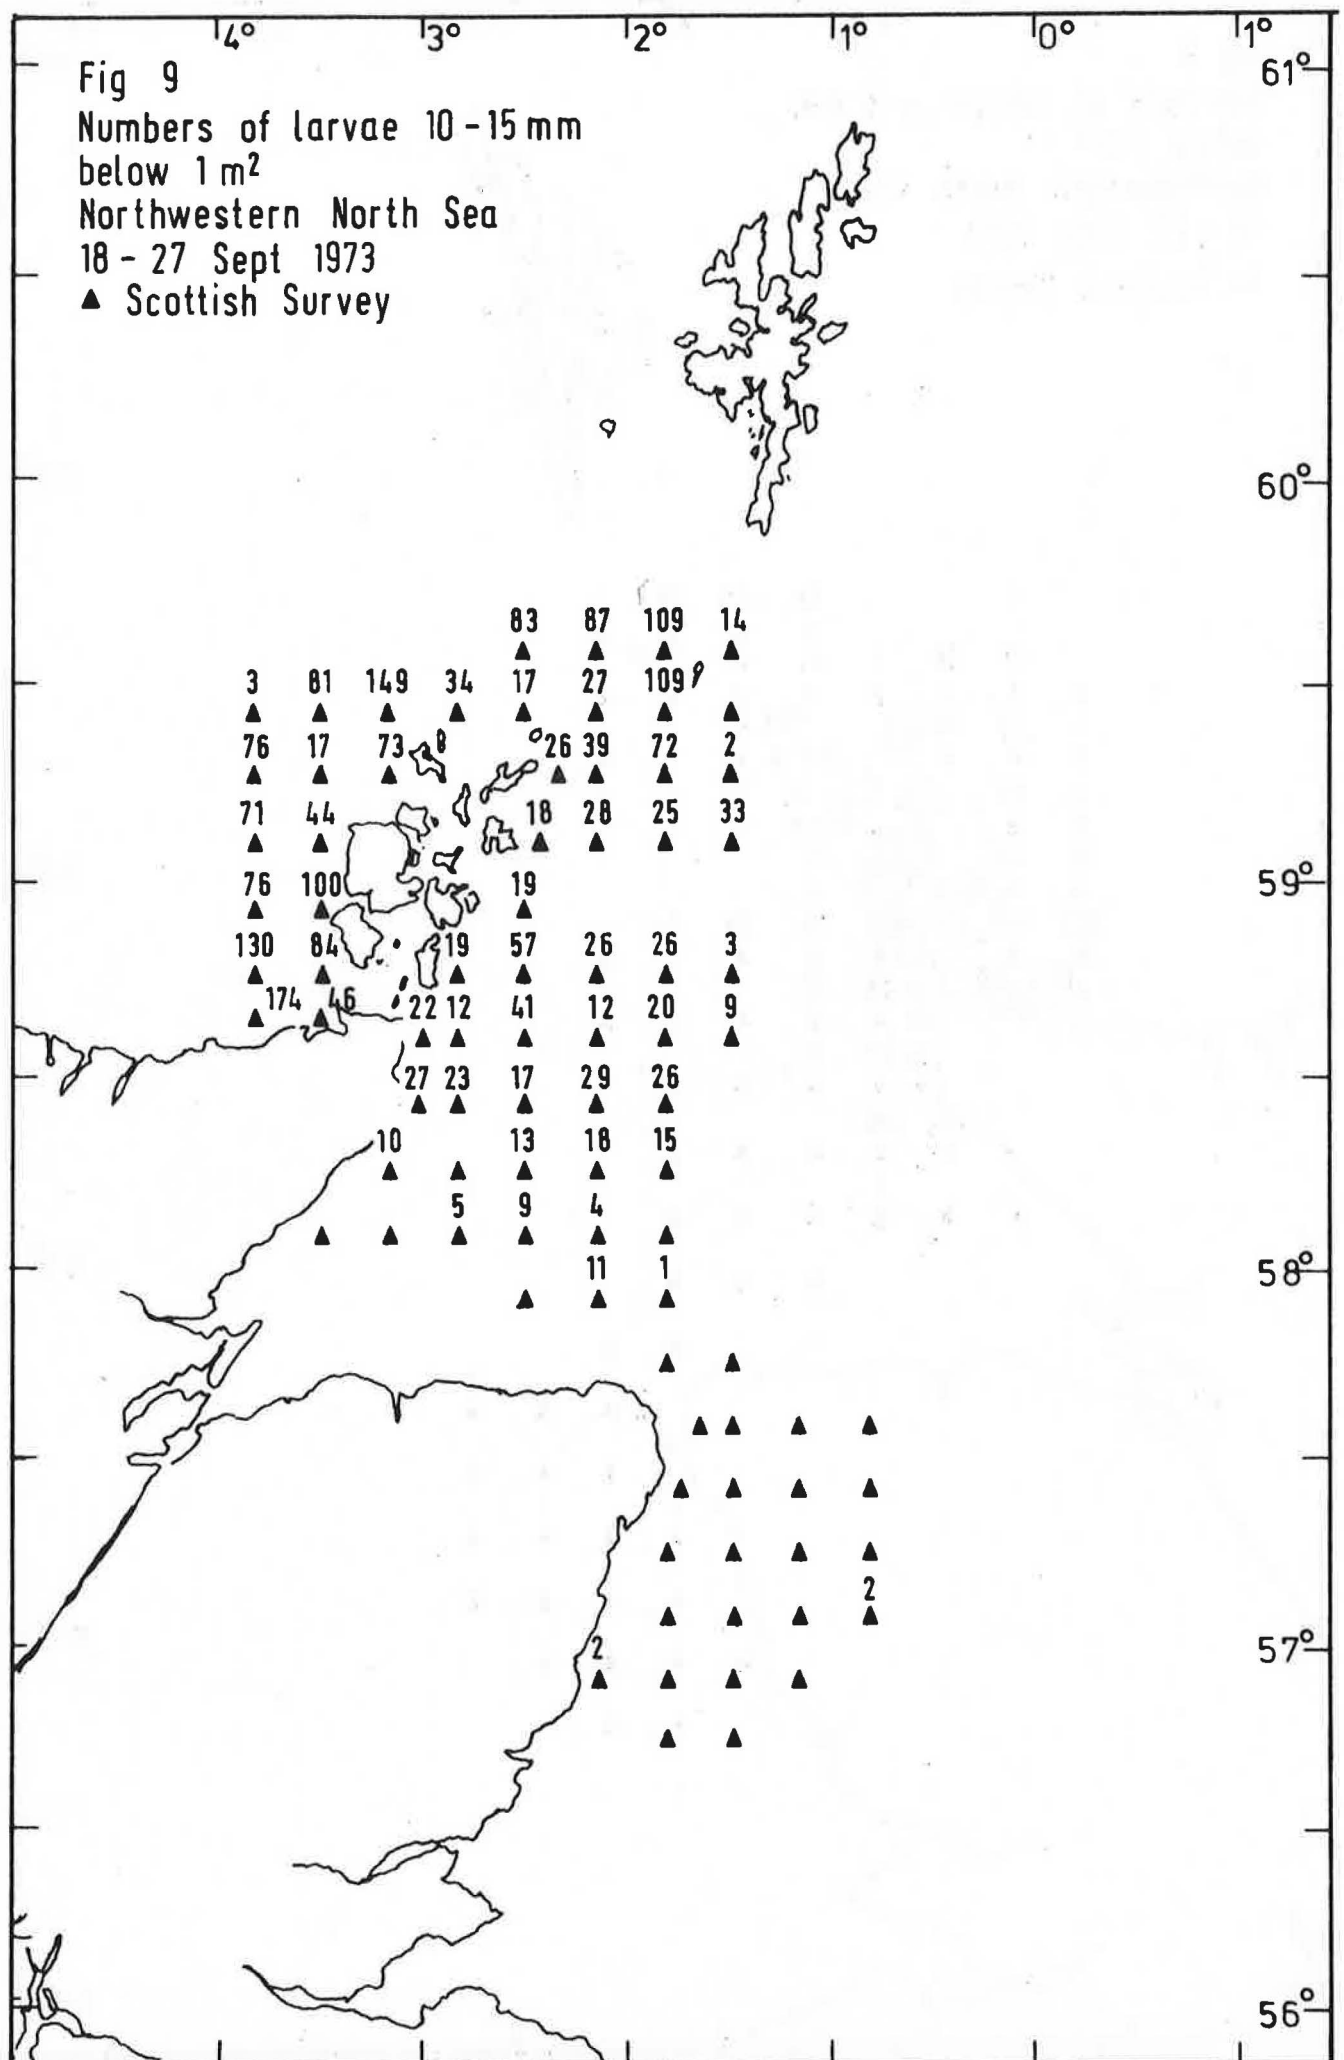 4° 3° 2° 1° 0° 1°
61°
Fig 9
Numbers of larvae 10 - 15 mm
below 1 m²
Northwestern North Sea
18 - 27 Sept 1973
▲ Scottish Survey
60°
83 87 109 14
3 81 149 34 17 27 109
76 17 73 26 39 72 2
71 44 18 28 25 33
59°
76 100 19
130 84 19 57 26 26 3
174 46 22 12 41 12 20 9
27 23 17 29 26
10 13 18 15
5 9 4
58°
11 1
2
57°
2
56°